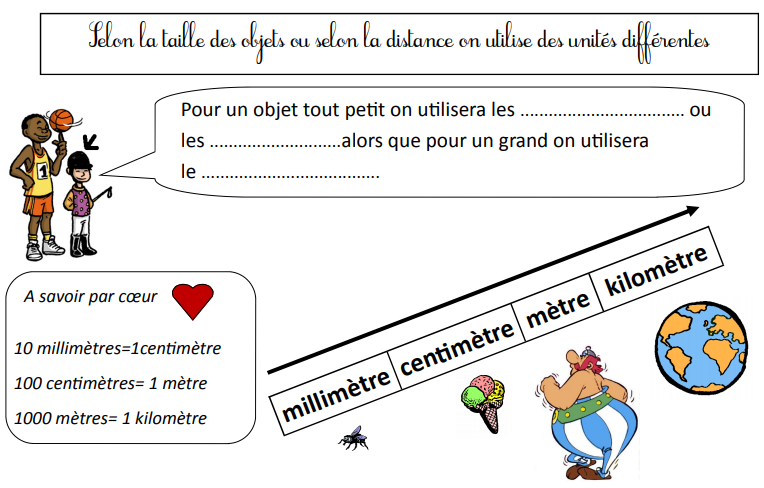 Selon la taille des objets ou selon la distance on utilise des unités différentes
Pour un objet tout petit on utilisera les ……………………………. ou
les ………………………alors que pour un grand on utilisera
le ……………………………….
1
A savoir par cœur
10 millimètres=1centimètre
100 centimètres= 1 mètre
1000 mètres= 1 kilomètre
millimètre
centimètre
mètre
kilomètre